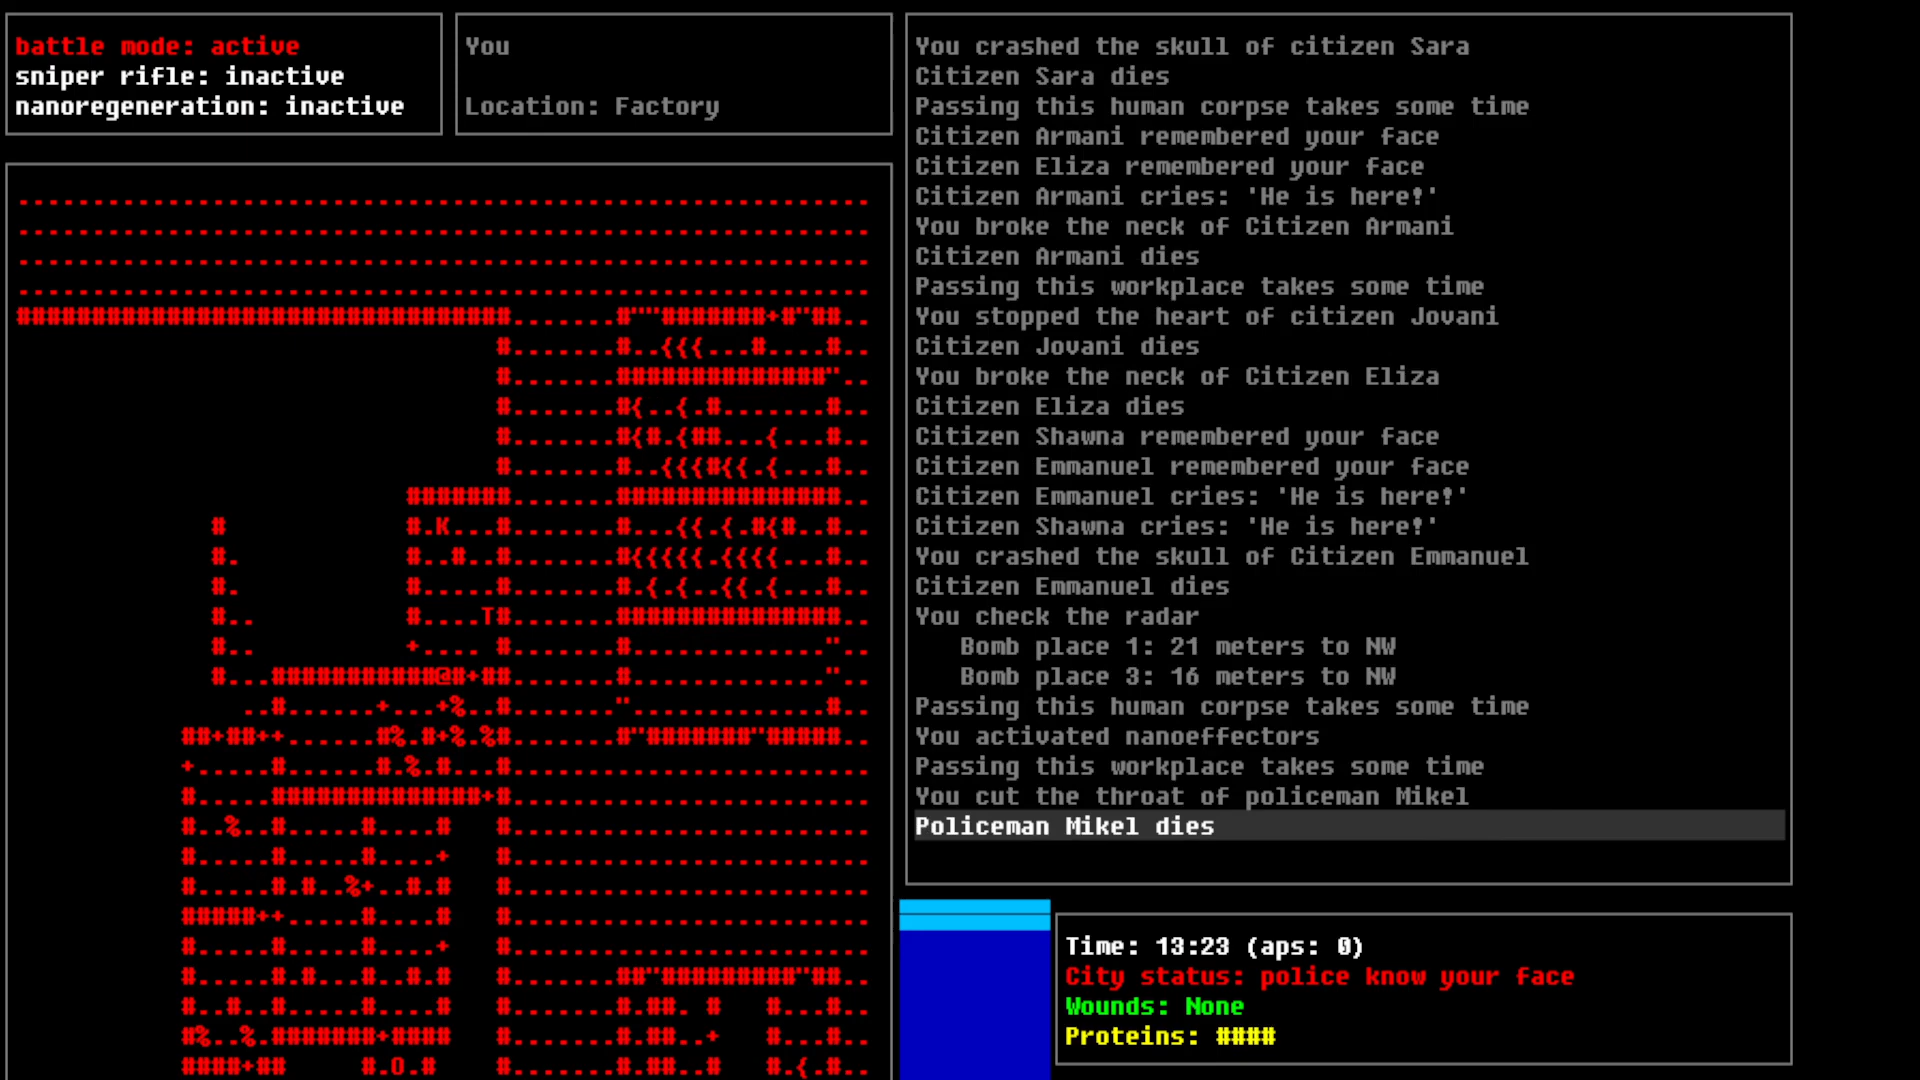 battle mode: active
sniper rifle: inactive
nanoregeneration: inactive
You
Location: Factory
You crashed the skull of citizen Sara
Citizen Sara dies
Passing this human corpse takes some time
Citizen Armani remembered your face
Citizen Eliza remembered your face
Citizen Armani cries: 'He is here!'
You broke the neck of Citizen Armani
Citizen Armani dies
Passing this workplace takes some time
You stopped the heart of citizen Jovani
Citizen Jovani dies
You broke the neck of Citizen Eliza
Citizen Eliza dies
Citizen Shawna remembered your face
Citizen Emmanuel remembered your face
Citizen Emmanuel cries: 'He is here!'
Citizen Shawna cries: 'He is here!'
You crashed the skull of Citizen Emmanuel
Citizen Emmanuel dies
You check the radar
Bomb place 1: 21 meters to NW
Bomb place 3: 16 meters to NW
Passing this human corpse takes some time
You activated nanoeffectors
Passing this workplace takes some time
You cut the throat of policeman Mikel
Policeman Mikel dies
Time: 13:23 (aps: 0)
City status: police know your face
Wounds: None
Proteins: ####